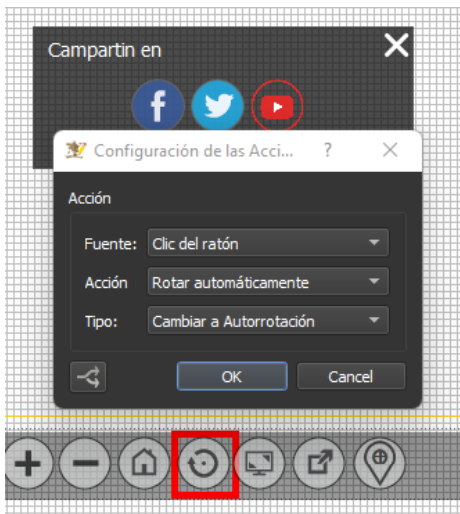 Campartin en
Configuración de las Acci... ?
Acción
Fuente: Clic del ratón
Acción Rotar automáticamente
Tipo: Cambiar a Autorrotación
OK Cancel